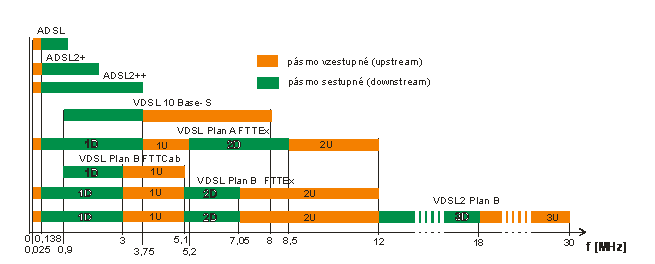 ADSL
ADSL2+
ADSL2++
pásmo vzestupné (upstream)
pásmo sestupné (downstream)
VDSL 10 Base- S
VDSL Plan A FTTEx
1D 1U 2D 2U
VDSL Plan B FTTCab
1D 1U
VDSL Plan B FTTEx
1D 1U 2D 2U
VDSL2 Plan B
1D 1U 2D 2U 3D 3U
0 0,138 3 5,1 7,05 8 8,5 12 18 30
0,025 0,9 3,75 5,2
f [MHz]